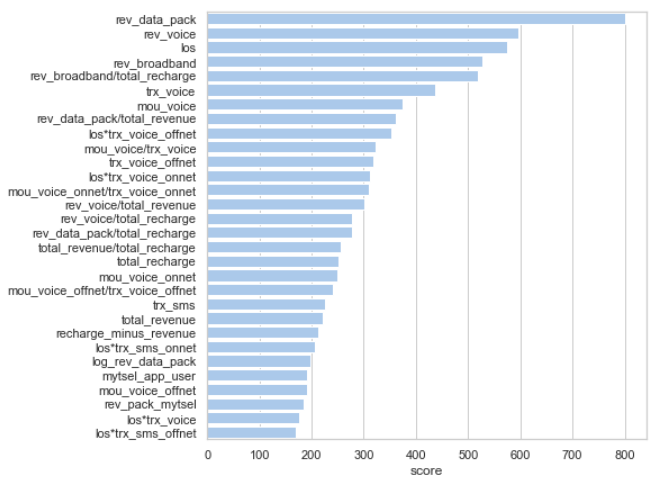 rev_data_pack
rev_voice
los
rev_broadband
rev_broadband/total_recharge
trx_voice
mou_voice
rev_data_pack/total_revenue
los*trx_voice_offnet
mou_voice/trx_voice
trx_voice_offnet
los*trx_voice_onnet
mou_voice_onnet/trx_voice_onnet
rev_voice/total_revenue
rev_voice/total_recharge
rev_data_pack/total_recharge
total_revenue/total_recharge
total_recharge
mou_voice_onnet
mou_voice_offnet/trx_voice_offnet
trx_sms
total_revenue
recharge_minus_revenue
los*trx_sms_onnet
log_rev_data_pack
mytsel_app_user
mou_voice_offnet
rev_pack_mytsel
los*trx_voice
los*trx_sms_offnet
0 100 200 300 400 500 600 700 800
score